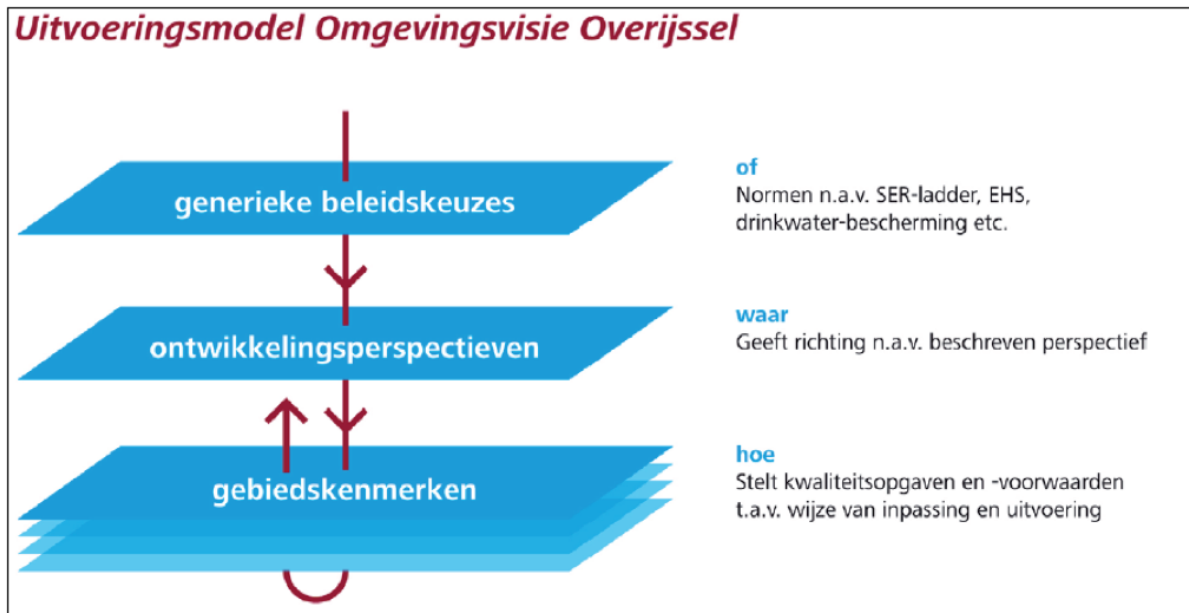 Uitvoeringsmodel Omgevingsvisie Overijssel
generieke beleidskeuzes
of
Normen n.a.v. SER-ladder, EHS,
drinkwater-bescherming etc.
ontwikkelingsperspectieven
waar
Geeft richting n.a.v. beschreven perspectief
gebiedskenmerken
hoe
Stelt kwaliteitsopgaven en -voorwaarden
t.a.v. wijze van inpassing en uitvoering